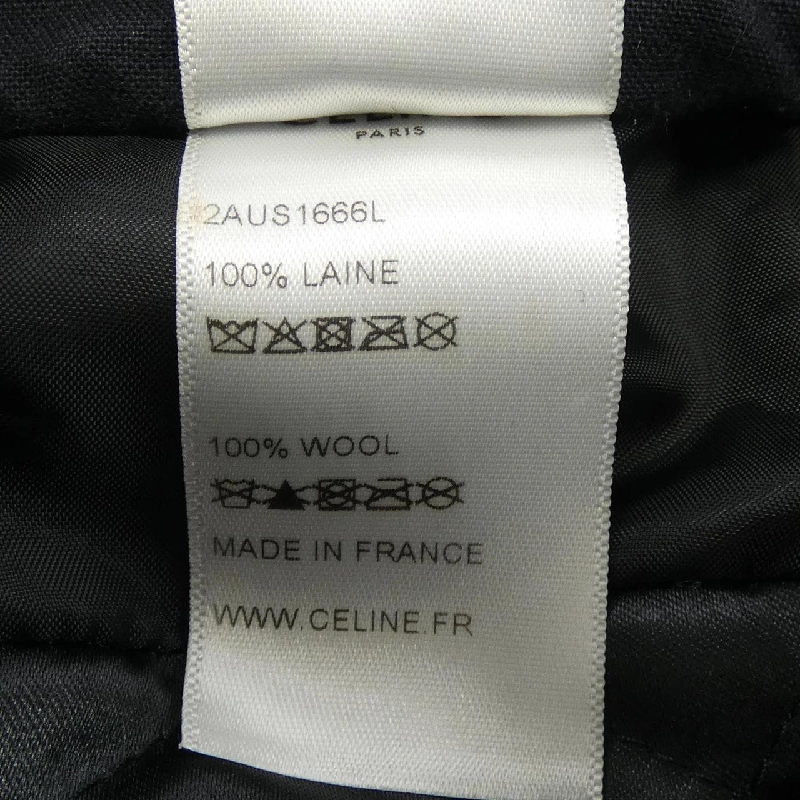 PARIS
2AUS1666L
100% LAINE
100% WOOL
MADE IN FRANCE
WWW.CELINE.FR